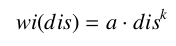 wi(dis) = a · dis^k